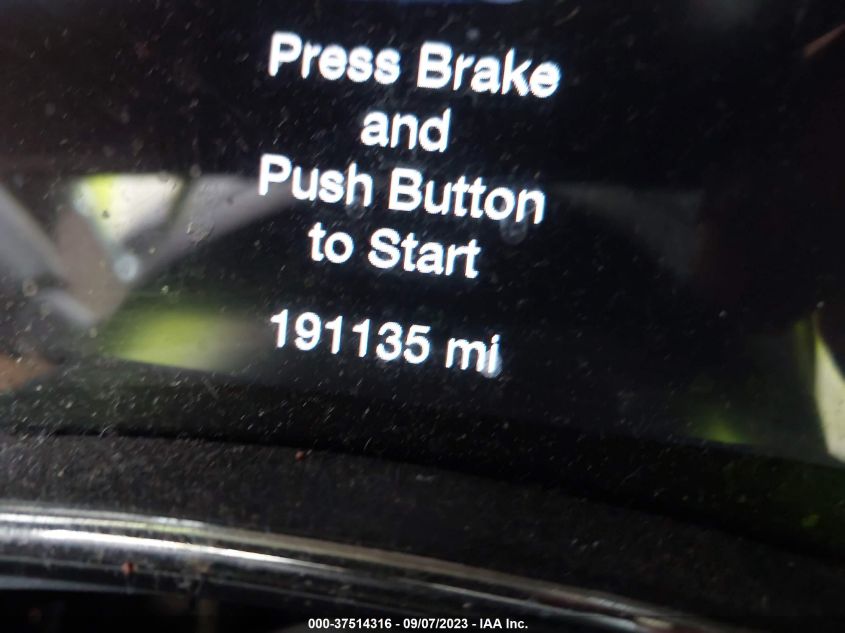 Press Brake
and
Push Button
to Start
191135 mi
000-37514316 - 09/07/2023 - IAA Inc.